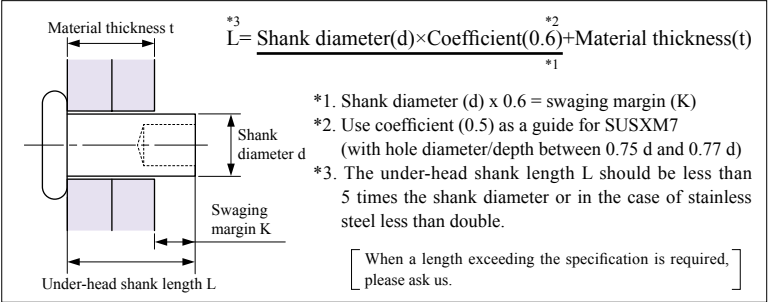 Material thickness t
*3 *2
L= Shank diameter(d)×Coefficient(0.6)+Material thickness(t)
*1
*1. Shank diameter (d) x 0.6 = swaging margin (K)
*2. Use coefficient (0.5) as a guide for SUSXM7
(with hole diameter/depth between 0.75 d and 0.77 d)
*3. The under-head shank length L should be less than
5 times the shank diameter or in the case of stainless
steel less than double.
When a length exceeding the specification is required,
please ask us.
Shank
diameter d
Swaging
margin K
Under-head shank length L